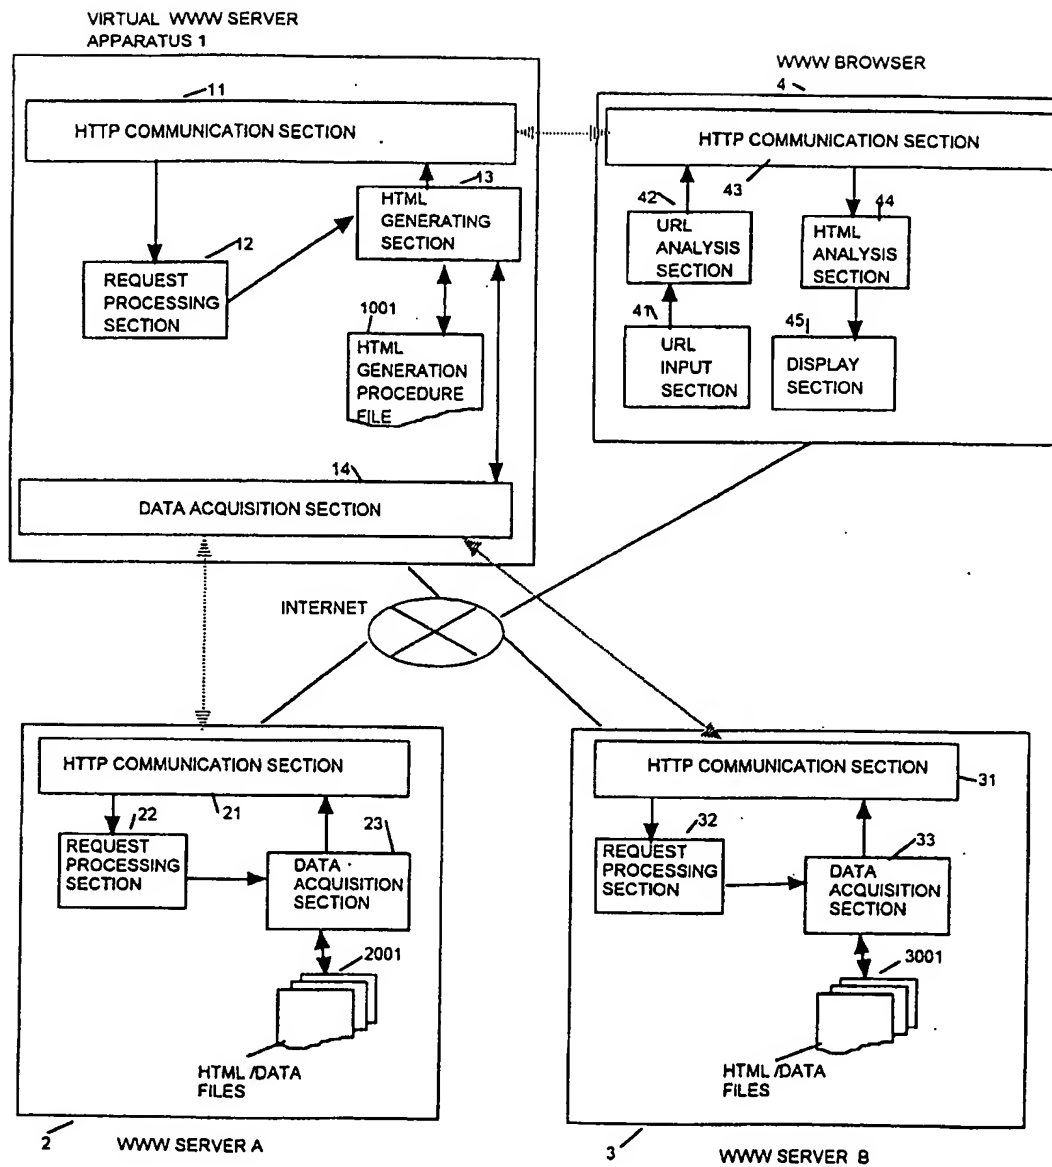 VIRTUAL WWW SERVER
APPARATUS 1
11
HTTP COMMUNICATION SECTION
13
HTML
GENERATING
SECTION
12
REQUEST
PROCESSING
SECTION
1001
HTML
GENERATION
PROCEDURE
FILE
14
DATA ACQUISITION SECTION
WWW BROWSER
4
HTTP COMMUNICATION SECTION
43
42
URL
ANALYSIS
SECTION
44
HTML
ANALYSIS
SECTION
41
URL
INPUT
SECTION
45
DISPLAY
SECTION
INTERNET
HTTP COMMUNICATION SECTION
21
22
REQUEST
PROCESSING
SECTION
23
DATA
ACQUISITION
SECTION
2001
HTML /DATA
FILES
2
WWW SERVER A
HTTP COMMUNICATION SECTION
31
32
REQUEST
PROCESSING
SECTION
33
DATA
ACQUISITION
SECTION
3001
HTML /DATA
FILES
3
WWW SERVER B